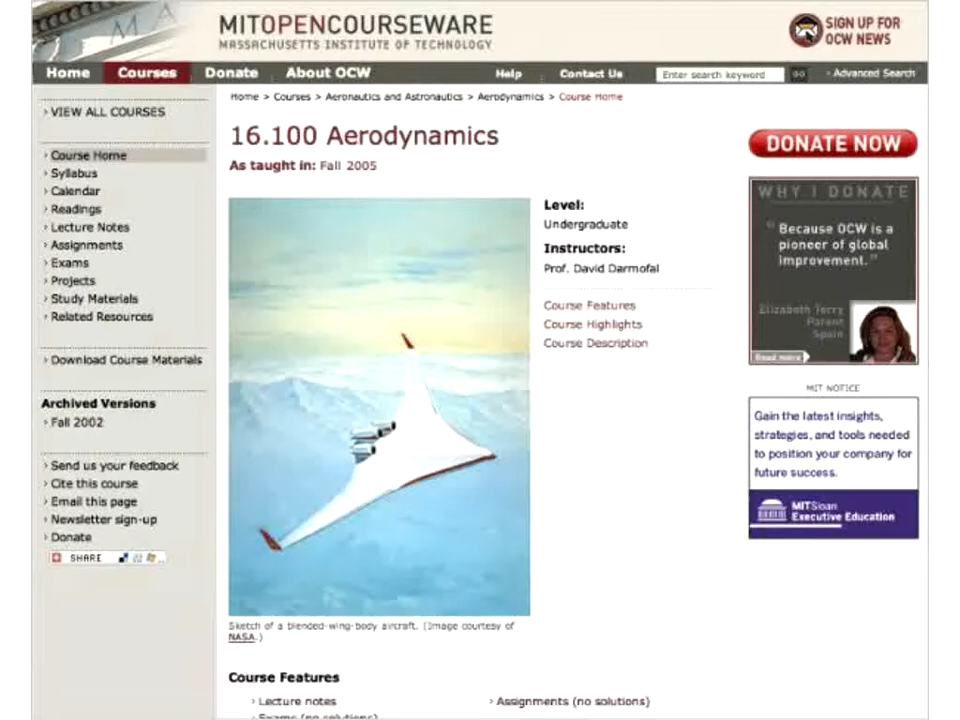 MITOPENCOURSEWARE
MASSACHUSETTS INSTITUTE OF TECHNOLOGY
SIGN UP FOR
OCW NEWS
Home Courses Donate About OCW Help Contact Us Enter search keyword GO Advanced Search
Home > Courses > Aeronautics and Astronautics > Aerodynamics > Course Home
VIEW ALL COURSES
Course Home
Syllabus
Calendar
Readings
Lecture Notes
Assignments
Exams
Projects
Study Materials
Related Resources
Download Course Materials
Archived Versions
Fall 2002
Send us your feedback
Cite this course
Email this page
Newsletter sign-up
Donate
SHARE
16.100 Aerodynamics
As taught in: Fall 2005
Level:
Undergraduate
Instructors:
Prof. David Darmofal
Course Features
Course Highlights
Course Description
Sketch of a blended-wing-body aircraft. (Image courtesy of
NASA.)
Course Features
Lecture notes
Assignments (no solutions)
Exams (no solutions)
DONATE NOW
WHY I DONATE
"Because OCW is a
pioneer of global
improvement."
Elizabeth Terry
Parent
Spain
Read more
MIT NOTICE
Gain the latest insights,
strategies, and tools needed
to position your company for
future success.
MITSloan
Executive Education